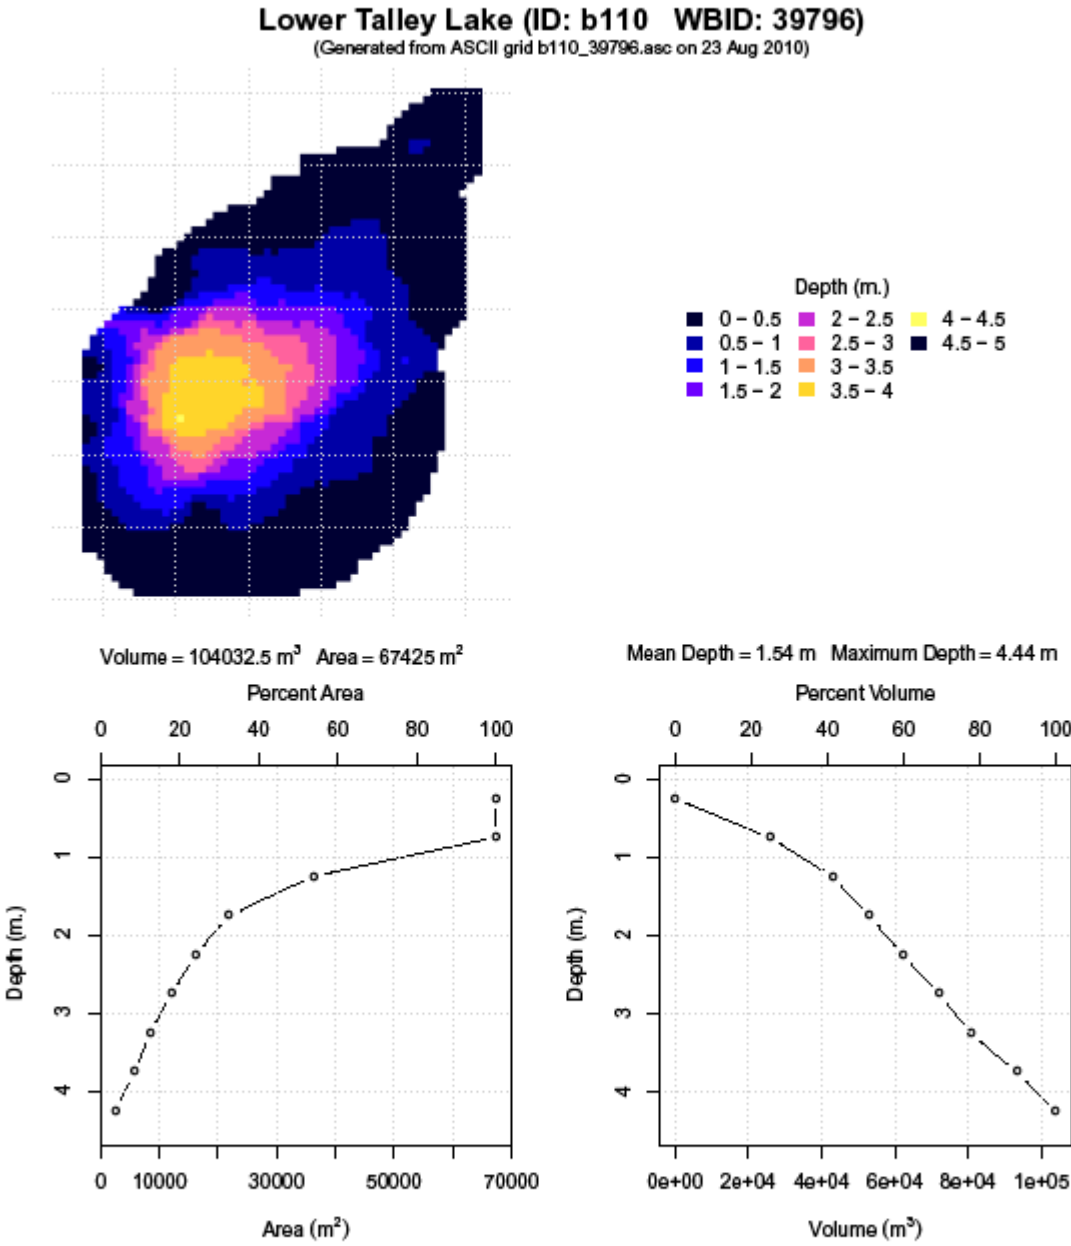 Lower Talley Lake (ID: b110   WBID: 39796)
(Generated from ASCII grid b110_39796.asc on 23 Aug 2010)
Depth (m.)
0 – 0.5   2 – 2.5   4 – 4.5
0.5 – 1   2.5 – 3   4.5 – 5
1 – 1.5   3 – 3.5
1.5 – 2   3.5 – 4
Volume = 104032.5 m³   Area = 67425 m²
Mean Depth = 1.54 m   Maximum Depth = 4.44 m
Percent Area
0 20 40 60 80 100
0
1
2
3
4
Depth (m.)
0 10000 30000 50000 70000
Area (m²)
Percent Volume
0 20 40 60 80 100
0
1
2
3
4
Depth (m.)
0e+00 2e+04 4e+04 6e+04 8e+04 1e+05
Volume (m³)